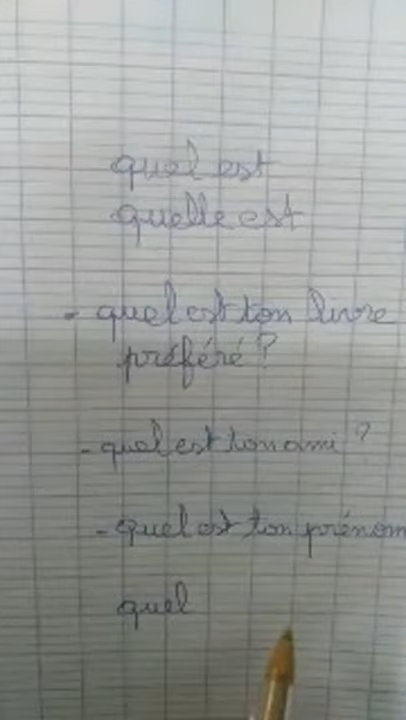 quel est
quelle est
- quel est ton livre
préféré ?
- quel est ton ami ?
- quel est ton prénom
quel